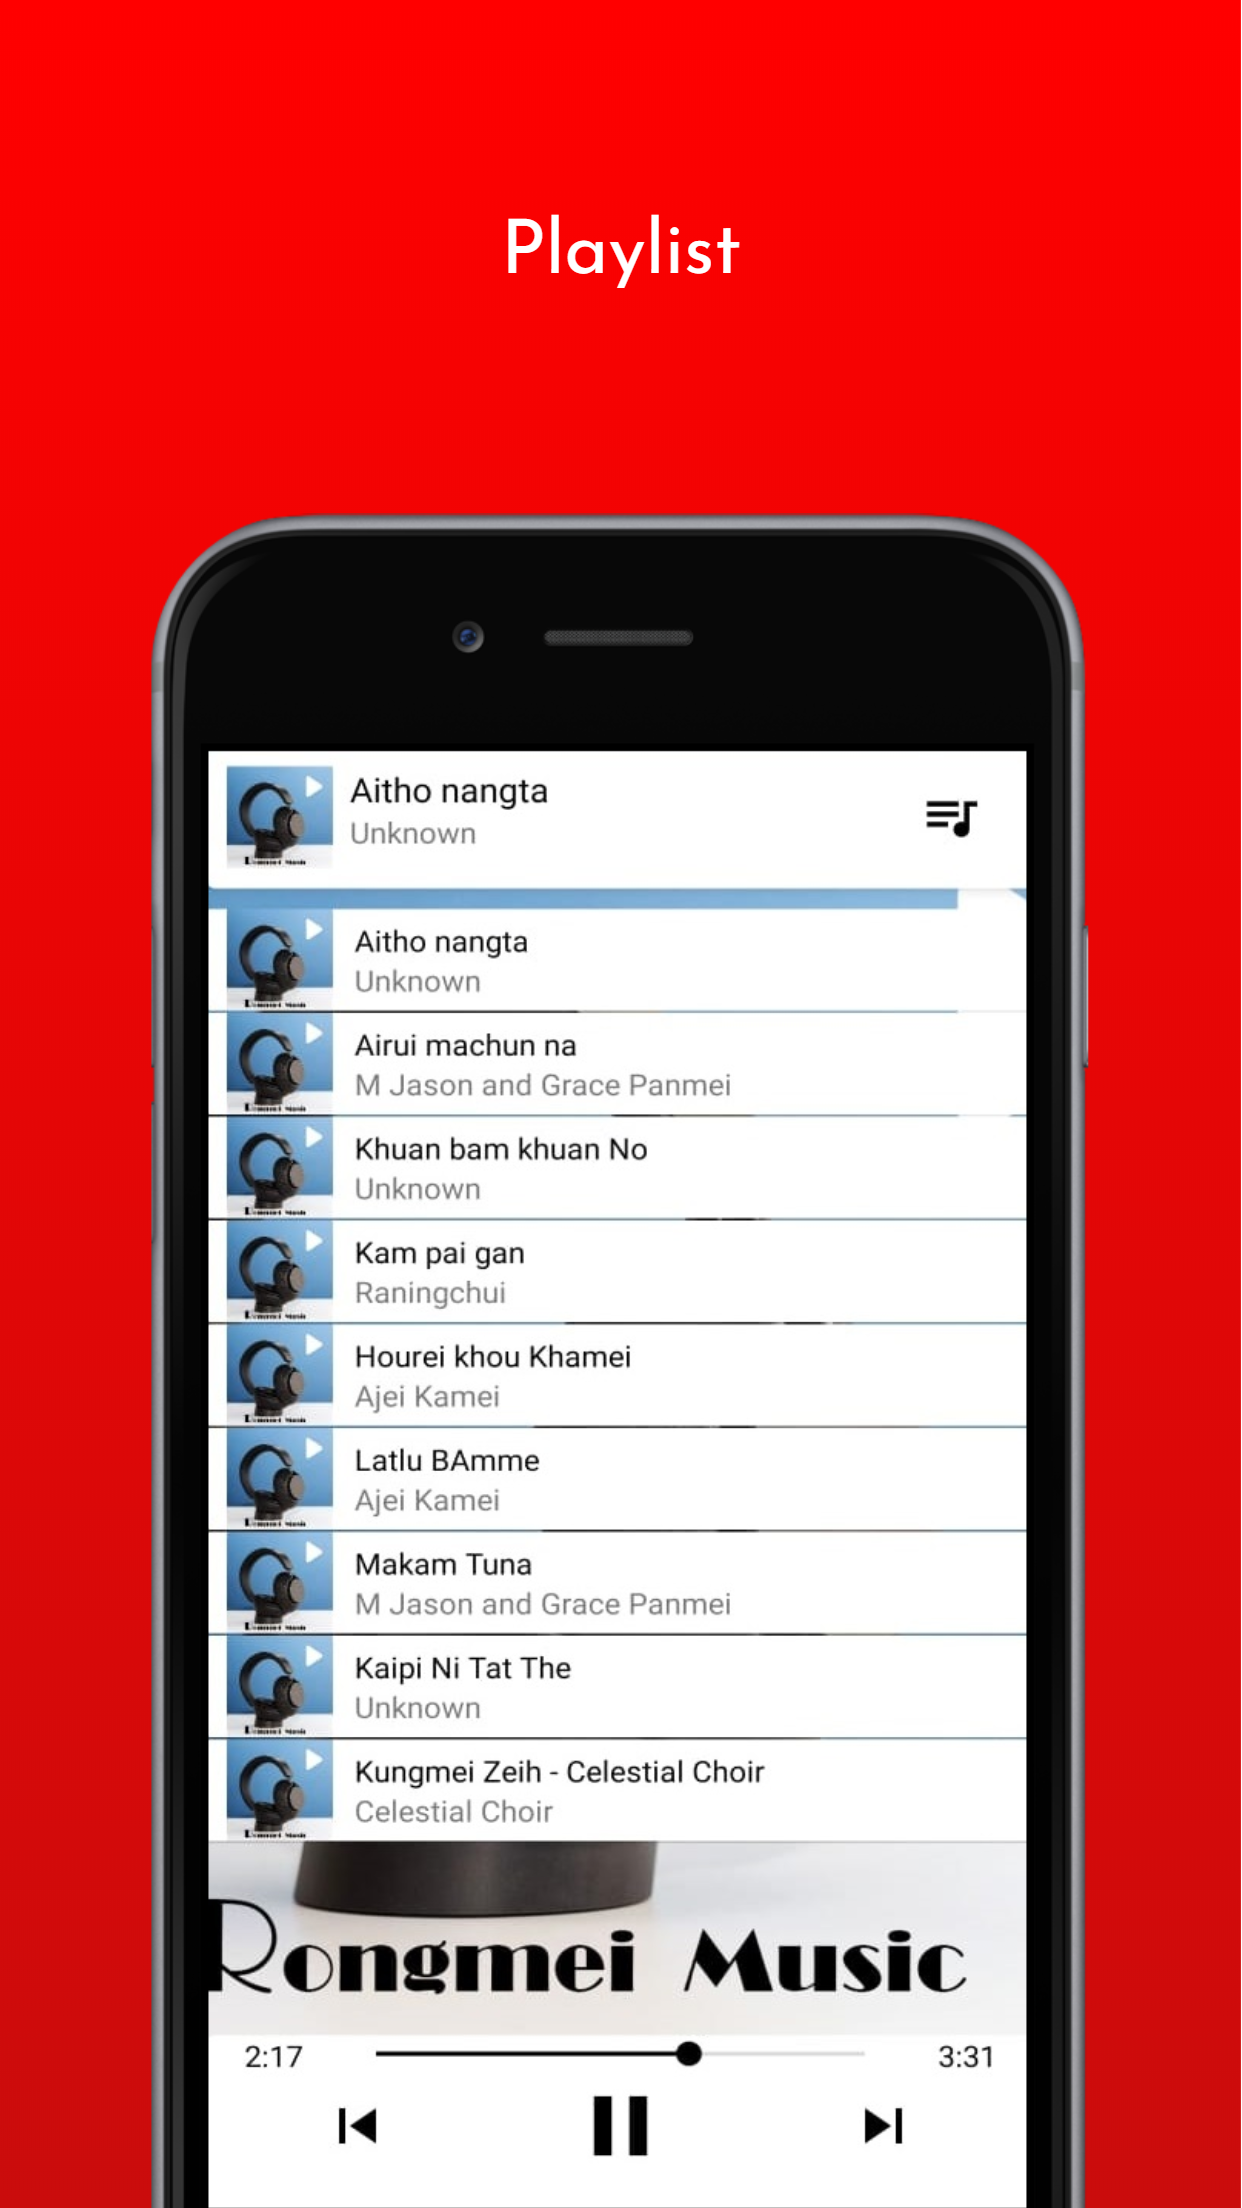 Playlist
Aitho nangta
Unknown
Aitho nangta
Unknown
Airui machun na
M Jason and Grace Panmei
Khuan bam khuan No
Unknown
Kam pai gan
Raningchui
Hourei khou Khamei
Ajei Kamei
Latlu BAmme
Ajei Kamei
Makam Tuna
M Jason and Grace Panmei
Kaipi Ni Tat The
Unknown
Kungmei Zeih - Celestial Choir
Celestial Choir
Rongmei Music
2:17 3:31